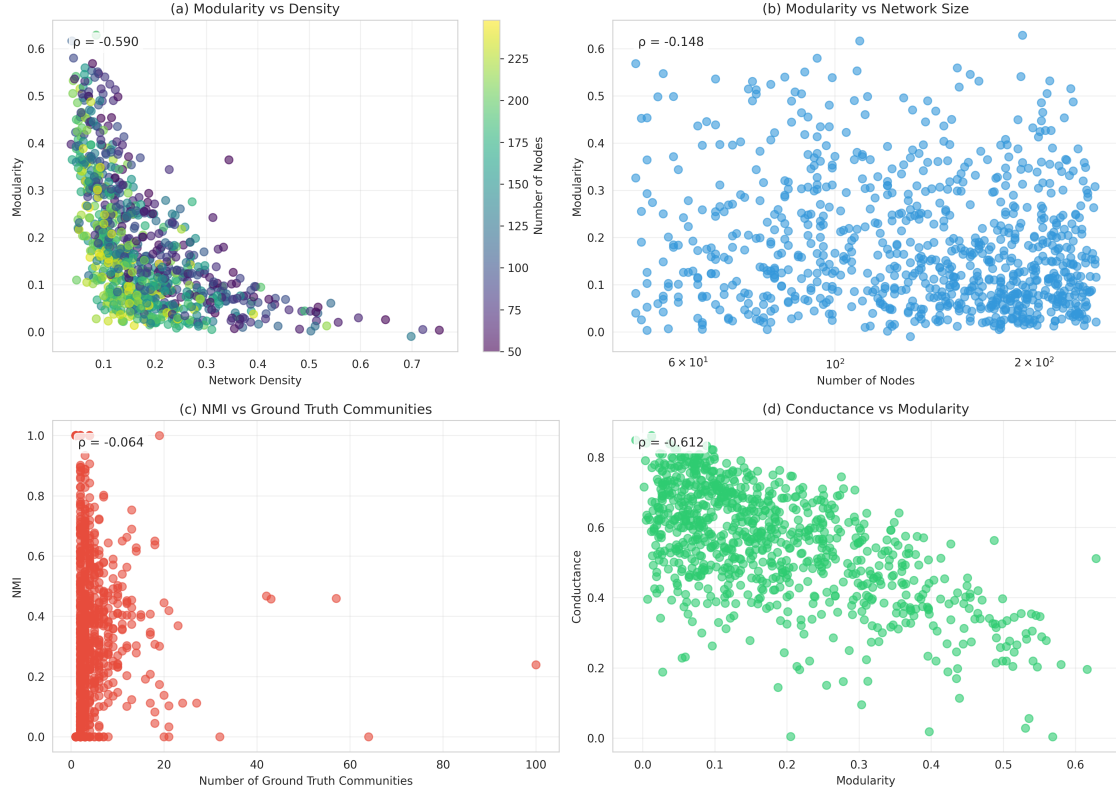 (a) Modularity vs Density
ρ = -0.590
0.6
0.5
0.4
0.3
0.2
0.1
0.0
Modularity
0.1 0.2 0.3 0.4 0.5 0.6 0.7
Network Density
225
200
175
150
125
100
75
50
Number of Nodes
(b) Modularity vs Network Size
ρ = -0.148
0.6
0.5
0.4
0.3
0.2
0.1
0.0
Modularity
6 × 10¹ 10² 2 × 10²
Number of Nodes
(c) NMI vs Ground Truth Communities
ρ = -0.064
1.0
0.8
0.6
0.4
0.2
0.0
NMI
0 20 40 60 80 100
Number of Ground Truth Communities
(d) Conductance vs Modularity
ρ = -0.612
0.8
0.6
0.4
0.2
0.0
Conductance
0.0 0.1 0.2 0.3 0.4 0.5 0.6
Modularity